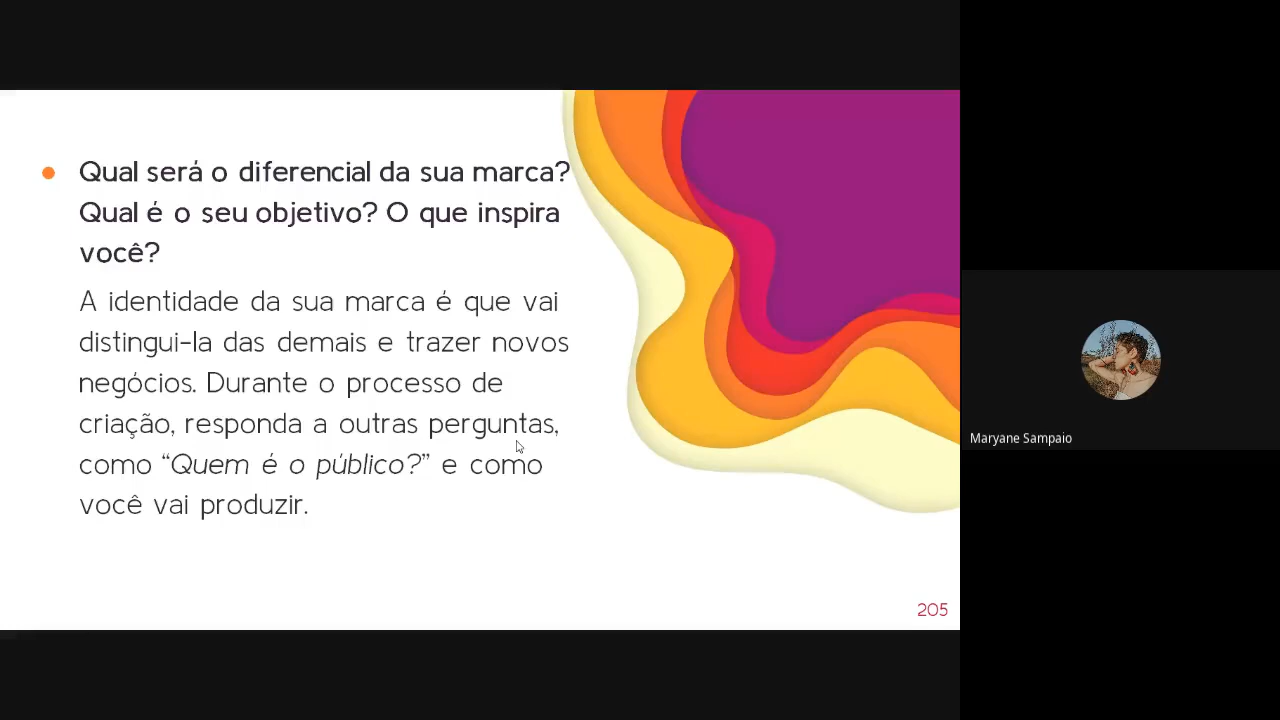 Qual será o diferencial da sua marca?
Qual é o seu objetivo? O que inspira
você?
A identidade da sua marca é que vai
distingui-la das demais e trazer novos
negócios. Durante o processo de
criação, responda a outras perguntas,
como “Quem é o público?” e como
você vai produzir.
205
Maryane Sampaio